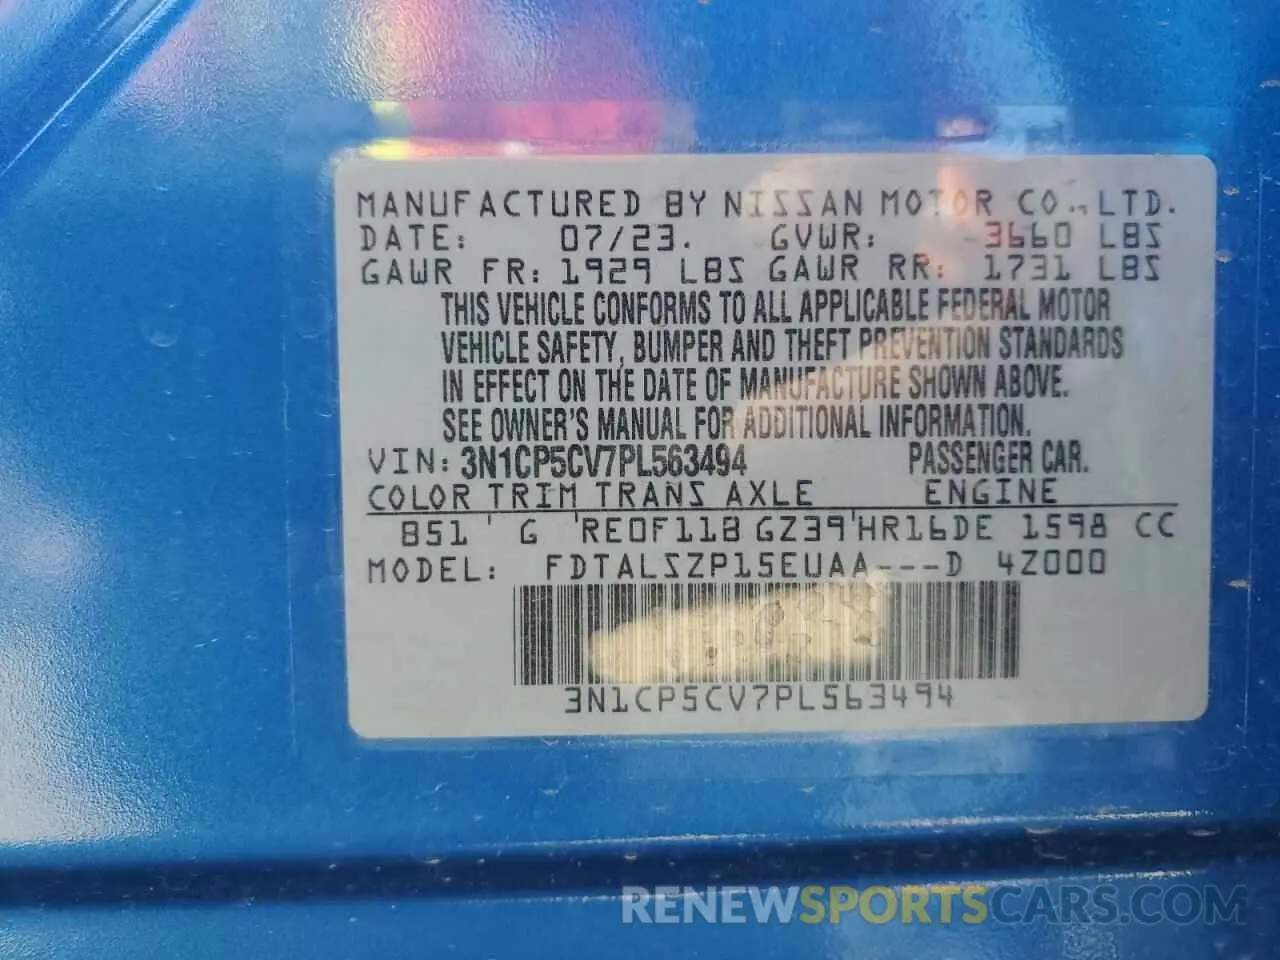 MANUFACTURED BY NISSAN MOTOR CO., LTD.
DATE: 07/23. GVWR: 3660 LBS
GAWR FR: 1929 LBS GAWR RR: 1731 LBS
THIS VEHICLE CONFORMS TO ALL APPLICABLE FEDERAL MOTOR
VEHICLE SAFETY, BUMPER AND THEFT PREVENTION STANDARDS
IN EFFECT ON THE DATE OF MANUFACTURE SHOWN ABOVE.
SEE OWNER'S MANUAL FOR ADDITIONAL INFORMATION.
VIN: 3N1CP5CV7PL563494 PASSENGER CAR.
COLOR TRIM TRANS AXLE ENGINE
B51 G RE0F11B GZ39 HR16DE 1598 CC
MODEL: FDTALSZP15EUAA---D 4Z000
3N1CP5CV7PL563494
RENEWSPORTSCARS.COM